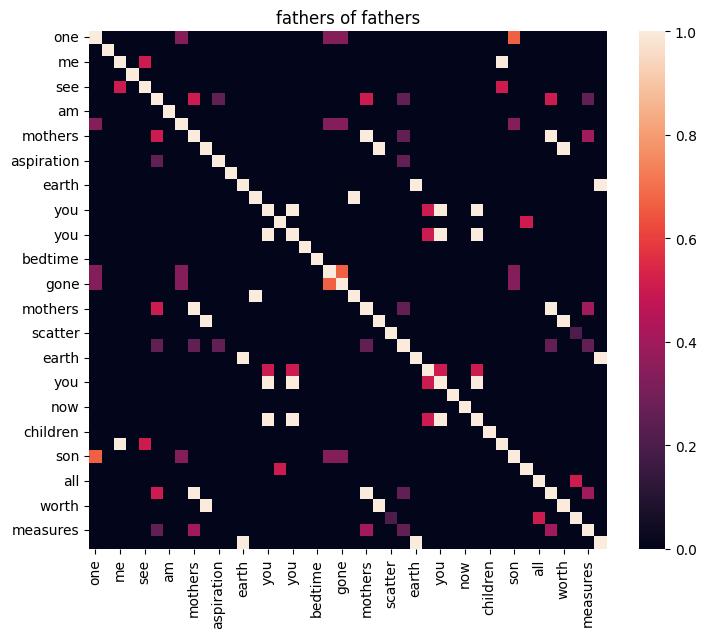 fathers of fathers
one
me
see
am
mothers
aspiration
earth
you
you
bedtime
gone
mothers
scatter
earth
you
now
children
son
all
worth
measures
1.0
0.8
0.6
0.4
0.2
0.0
one
me
see
am
mothers
aspiration
earth
you
you
bedtime
gone
mothers
scatter
earth
you
now
children
son
all
worth
measures